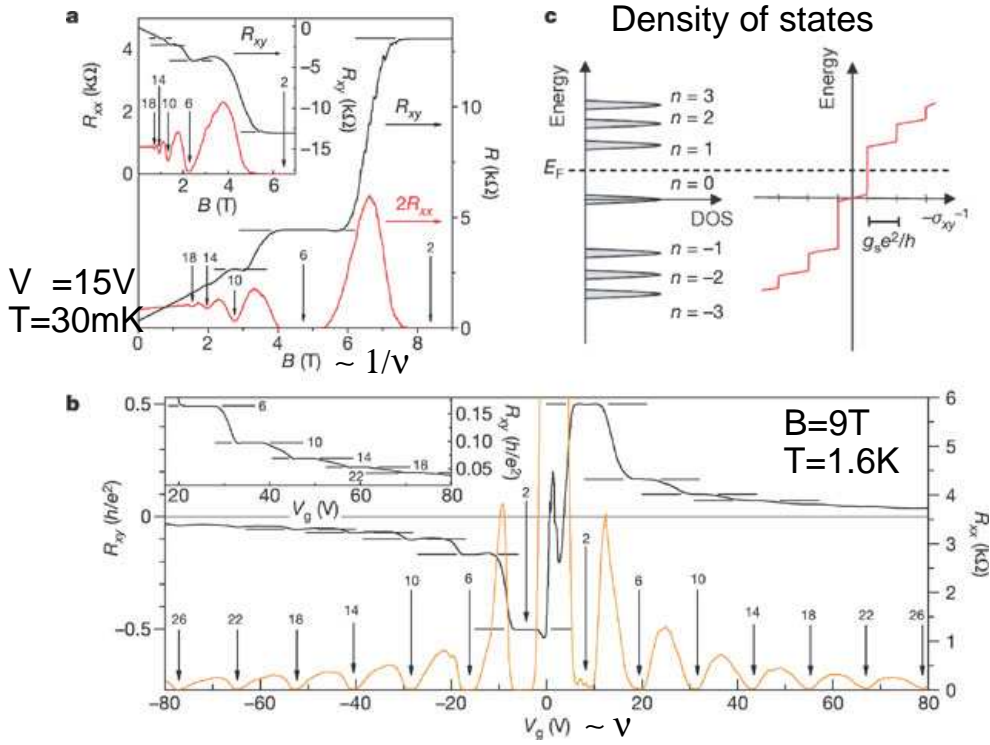 Density of states
a
4
2
0
R_xx (kΩ)
0
−5
−10
−15
R_xy (kΩ)
R_xy
14
18
10
6
2
2
4
6
B (T)
R_xy
2R_xx
10
5
0
R (kΩ)
18
14
10
6
2
0
2
4
6
8
B (T) ~ 1/ν
V =15V
T=30mK
c
Energy
n = 3
n = 2
n = 1
E_F
n = 0
DOS
n = −1
n = −2
n = −3
Energy
−σ_xy⁻¹
g_s e²/h
b
0.5
0
−0.5
R_xy (h/e²)
6
10
14
18
22
0.15
0.10
0.05
R_xy (h/e²)
20
40
60
80
V_g (V)
B=9T
T=1.6K
6
5
4
3
2
1
0
R_xx (kΩ)
26
22
18
14
10
6
2
2
6
10
14
18
22
26
−80
−60
−40
−20
0
20
40
60
80
V_g (V) ~ ν